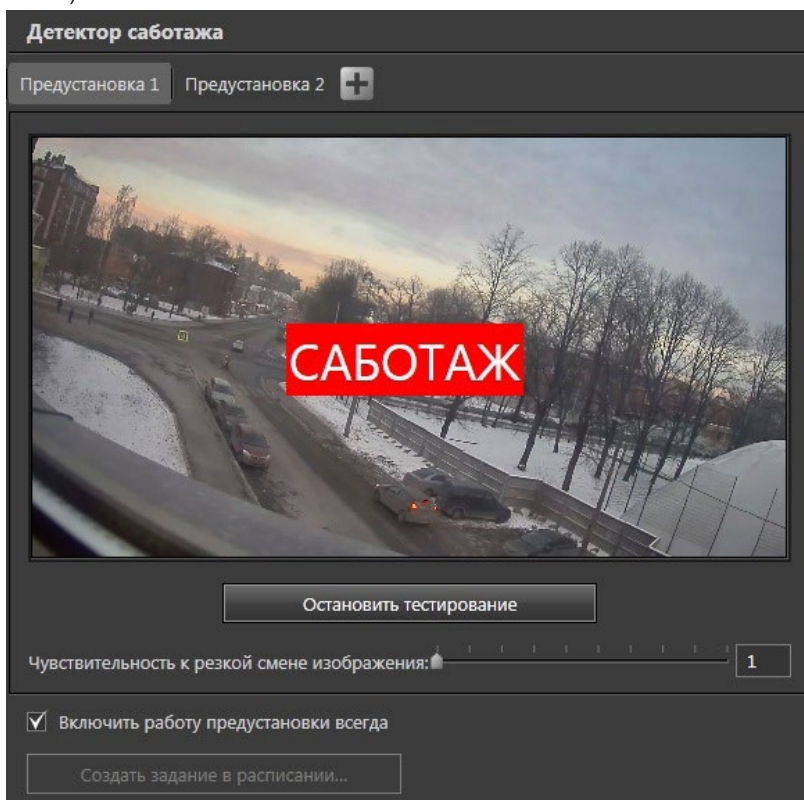 Детектор саботажа
Предустановка 1 Предустановка 2
САБОТАЖ
Остановить тестирование
Чувствительность к резкой смене изображения: 1
Включить работу предустановки всегда
Создать задание в расписании...